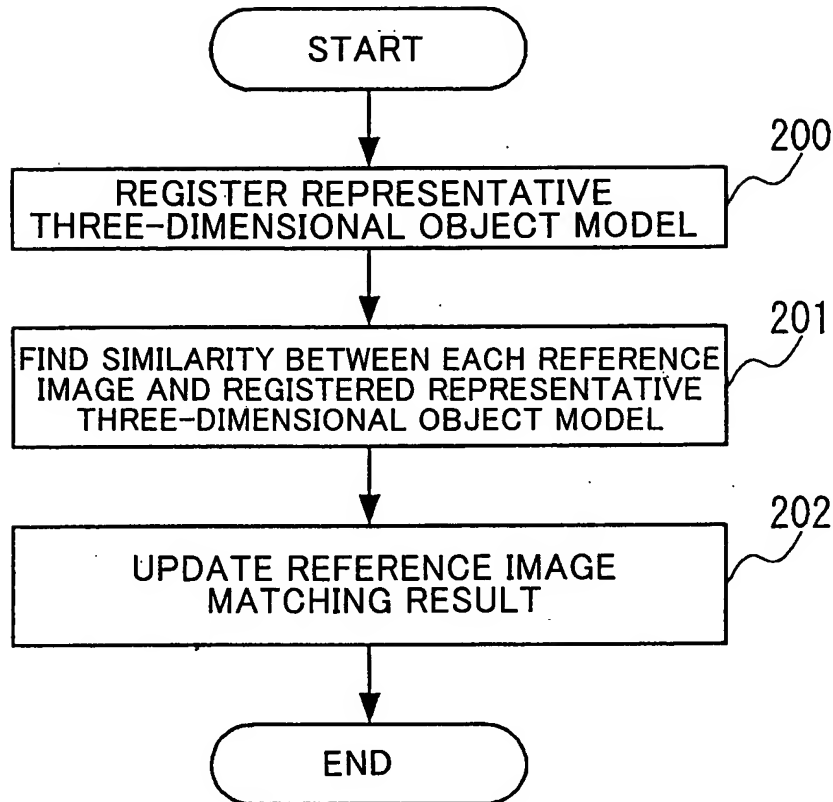 START
200
REGISTER REPRESENTATIVE
THREE-DIMENSIONAL OBJECT MODEL
201
FIND SIMILARITY BETWEEN EACH REFERENCE
IMAGE AND REGISTERED REPRESENTATIVE
THREE-DIMENSIONAL OBJECT MODEL
202
UPDATE REFERENCE IMAGE
MATCHING RESULT
END